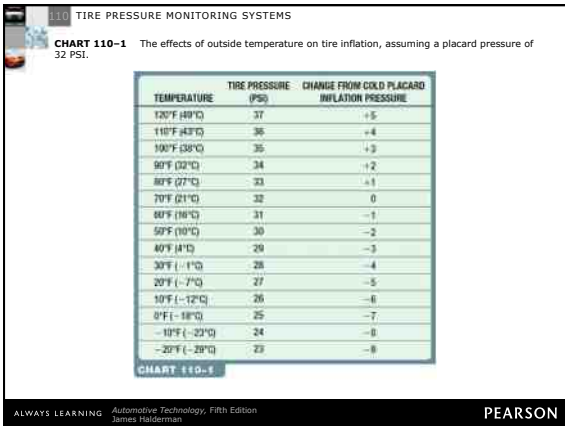 110 TIRE PRESSURE MONITORING SYSTEMS
CHART 110–1 The effects of outside temperature on tire inflation, assuming a placard pressure of
32 PSI.
TEMPERATURE TIRE PRESSURE (PSI) CHANGE FROM COLD PLACARD INFLATION PRESSURE
120°F (49°C) 37 +5
110°F (43°C) 36 +4
100°F (38°C) 35 +3
90°F (32°C) 34 +2
80°F (27°C) 33 +1
70°F (21°C) 32 0
60°F (16°C) 31 −1
50°F (10°C) 30 −2
40°F (4°C) 29 −3
30°F (−1°C) 28 −4
20°F (−7°C) 27 −5
10°F (−12°C) 26 −6
0°F (−18°C) 25 −7
−10°F (−23°C) 24 −8
−20°F (−29°C) 23
CHART 110–1
ALWAYS LEARNING
Automotive Technology, Fifth Edition
James Halderman
PEARSON